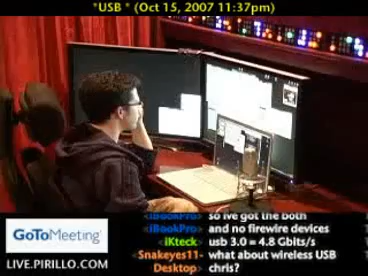 *USB * (Oct 15, 2007 11:37pm)
<iBookPro> so ive got the both
<iBookPro> and no firewire devices
<iKteck> usb 3.0 = 4.8 Gbits/s
<Snakeyes11- what about wireless USB
Desktop> chris?
GoToMeeting
LIVE.PIRILLO.COM